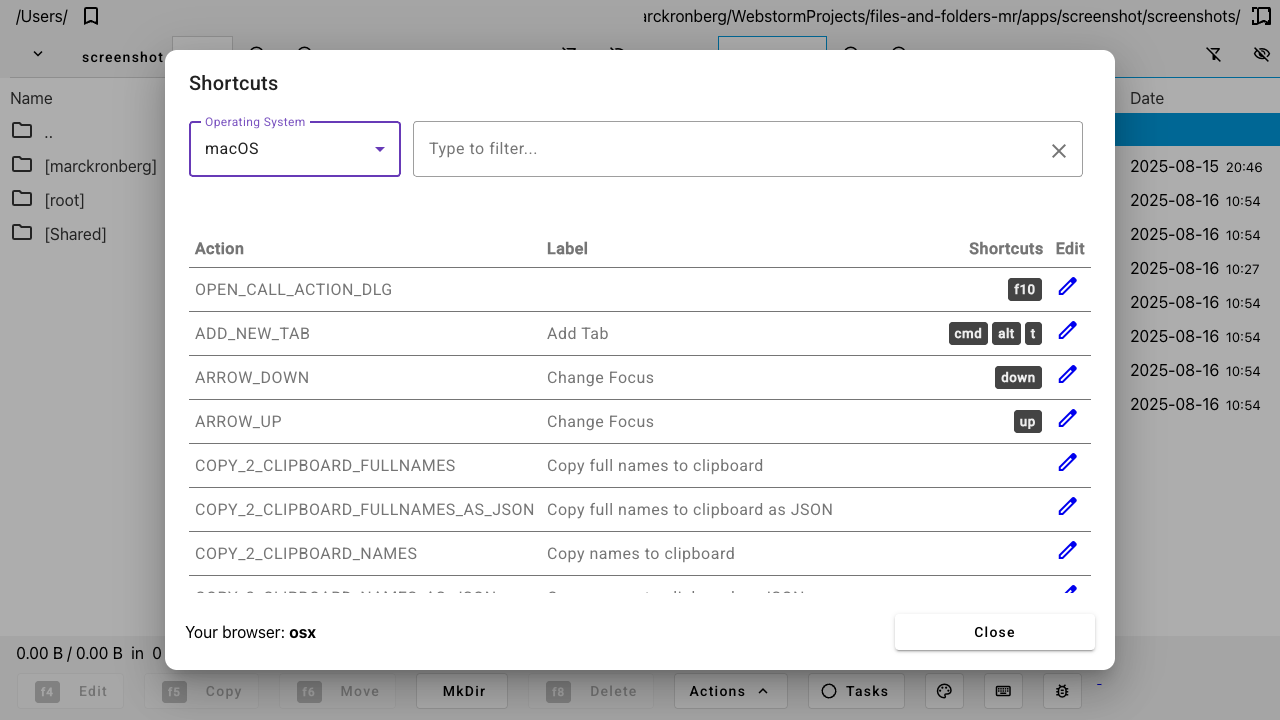 /Users/
rckronberg/WebstormProjects/files-and-folders-mr/apps/screenshot/screenshots/
screenshot
Name
Date
..
[marckronberg]
2025-08-15 20:46
[root]
2025-08-16 10:54
[Shared]
2025-08-16 10:54
2025-08-16 10:27
2025-08-16 10:54
2025-08-16 10:54
2025-08-16 10:54
2025-08-16 10:54
Shortcuts
Operating System
macOS
Type to filter...
Action Label Shortcuts Edit
OPEN_CALL_ACTION_DLG f10
ADD_NEW_TAB Add Tab cmd alt t
ARROW_DOWN Change Focus down
ARROW_UP Change Focus up
COPY_2_CLIPBOARD_FULLNAMES Copy full names to clipboard
COPY_2_CLIPBOARD_FULLNAMES_AS_JSON Copy full names to clipboard as JSON
COPY_2_CLIPBOARD_NAMES Copy names to clipboard
Your browser: osx
Close
0.00 B / 0.00 B in 0
f4 Edit f5 Copy f6 Move MkDir f8 Delete Actions Tasks